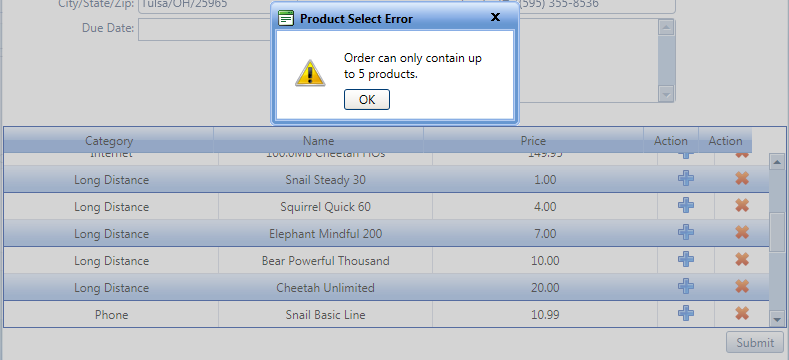 City/State/Zip: Tulsa/OH/25965 (595) 355-8536
Due Date:
Product Select Error X
Order can only contain up
to 5 products.
OK
Category Name Price Action Action
Internet 100.0MB Cheetah FiOs 149.95
Long Distance Snail Steady 30 1.00
Long Distance Squirrel Quick 60 4.00
Long Distance Elephant Mindful 200 7.00
Long Distance Bear Powerful Thousand 10.00
Long Distance Cheetah Unlimited 20.00
Phone Snail Basic Line 10.99
Submit